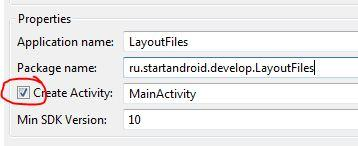 Properties
Application name: LayoutFiles
Package name: ru.startandroid.develop.LayoutFiles
Create Activity: MainActivity
Min SDK Version: 10